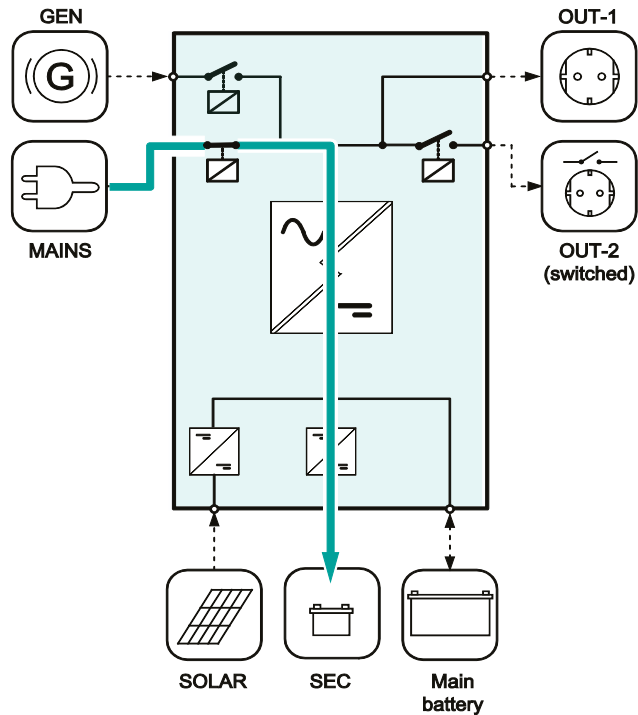 GEN
OUT-1
G
MAINS
OUT-2
(switched)
SOLAR
SEC
Main
battery